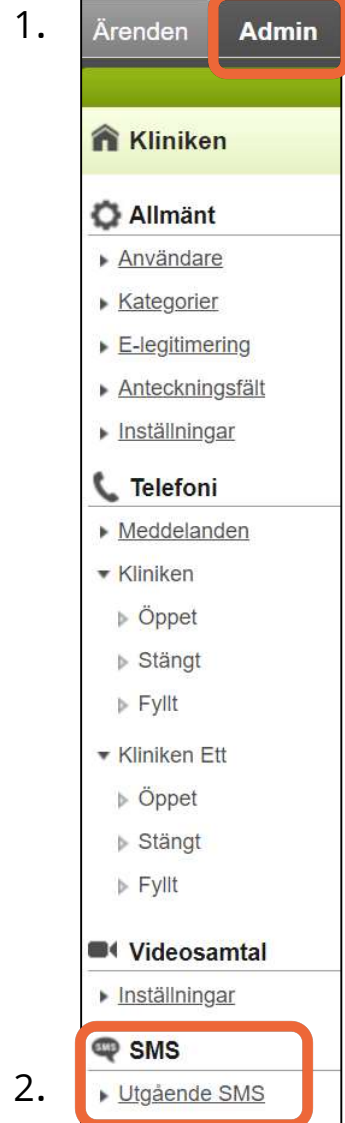 1.
Ärenden Admin
Kliniken
Allmänt
Användare
Kategorier
E-legitimering
Anteckningsfält
Inställningar
Telefoni
Meddelanden
Kliniken
Öppet
Stängt
Fyllt
Kliniken Ett
Öppet
Stängt
Fyllt
Videosamtal
Inställningar
SMS SMS
2.
Utgående SMS